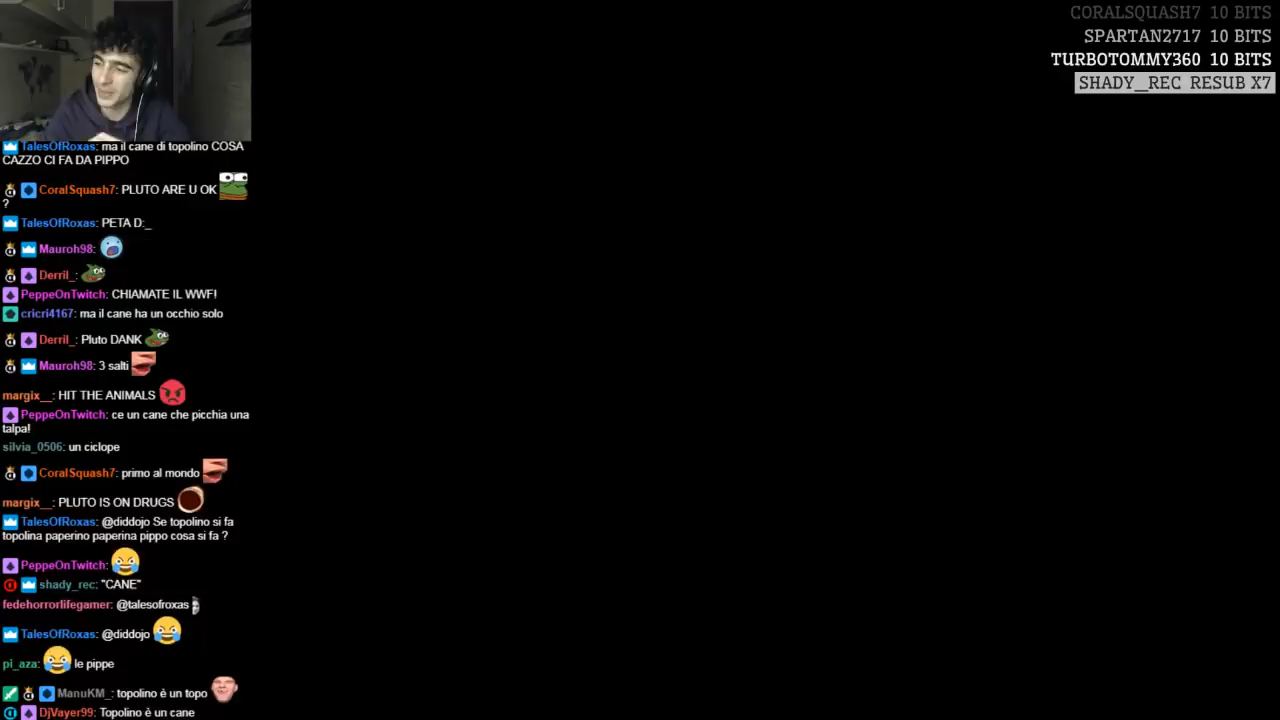 CORALSQUASH7 10 BITS
SPARTAN2717 10 BITS
TURBOTOMMY360 10 BITS
SHADY_REC RESUB X7
TalesOfRoxas: ma il cane di topolino COSA
CAZZO CI FA DA PIPPO
CoralSquash7: PLUTO ARE U OK
?
TalesOfRoxas: PETA D:_
Mauroh98:
Derril_:
PeppeOnTwitch: CHIAMATE IL WWF!
cricri4167: ma il cane ha un occhio solo
Derril_: Pluto DANK
Mauroh98: 3 salti
margix__: HIT THE ANIMALS
PeppeOnTwitch: ce un cane che picchia una
talpa!
silvia_0506: un ciclope
CoralSquash7: primo al mondo
margix__: PLUTO IS ON DRUGS
TalesOfRoxas: @diddojo Se topolino si fa
topolina paperino paperina pippo cosa si fa ?
PeppeOnTwitch:
shady_rec: "CANE"
fedehorrorlifegamer: @talesofroxas
TalesOfRoxas: @diddojo
pi_aza: le pippe
ManuKM_: topolino è un topo
DjVayer99: Topolino è un cane